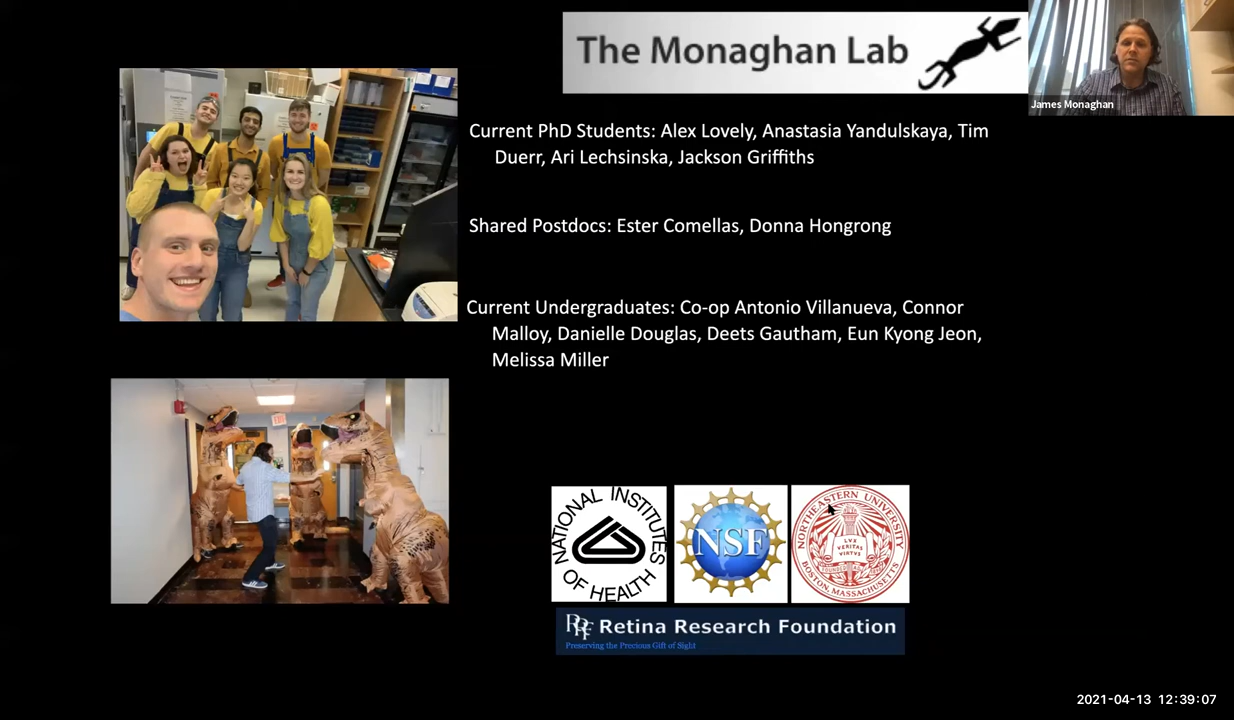 The Monaghan Lab
James Monaghan
Current PhD Students: Alex Lovely, Anastasia Yandulskaya, Tim
Duerr, Ari Lechsinska, Jackson Griffiths
Shared Postdocs: Ester Comellas, Donna Hongrong
Current Undergraduates: Co-op Antonio Villanueva, Connor
Malloy, Danielle Douglas, Deets Gautham, Eun Kyong Jeon,
Melissa Miller
EXIT
NATIONAL INSTITUTES
OF HEALTH
NSF
NORTHEASTERN UNIVERSITY
LVX
VERITAS
VIRTVS
BOSTON, MASSACHUSETTS
RRF Retina Research Foundation
Preserving the Precious Gift of Sight
2021-04-13 12:39:07